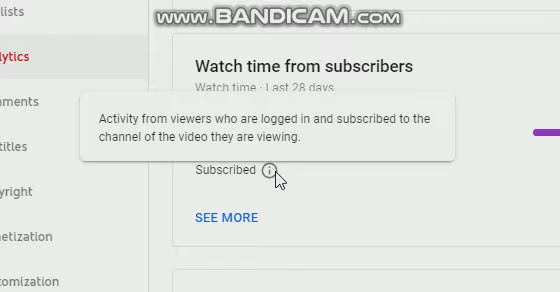 www.BANDICAM.com
lists
Watch time from subscribers
lytics
Watch time · Last 28 days
nments
Activity from viewers who are logged in and subscribed to the
channel of the video they are viewing.
titles
Subscribed
yright
SEE MORE
netization
tomization